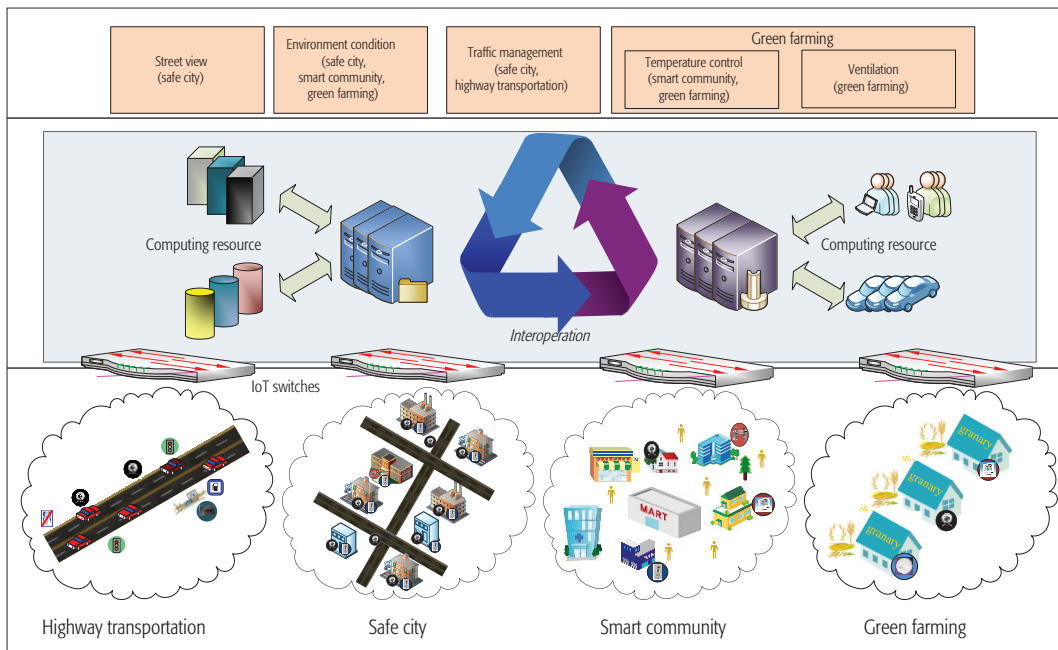 Street view
(safe city)
Environment condition
(safe city,
smart community,
green farming)
Traffic management
(safe city,
highway transportation)
Green farming
Temperature control
(smart community,
green farming)
Ventilation
(green farming)
Computing resource
Computing resource
Interoperation
IoT switches
granary
granary
granary
MART
Highway transportation
Safe city
Smart community
Green farming